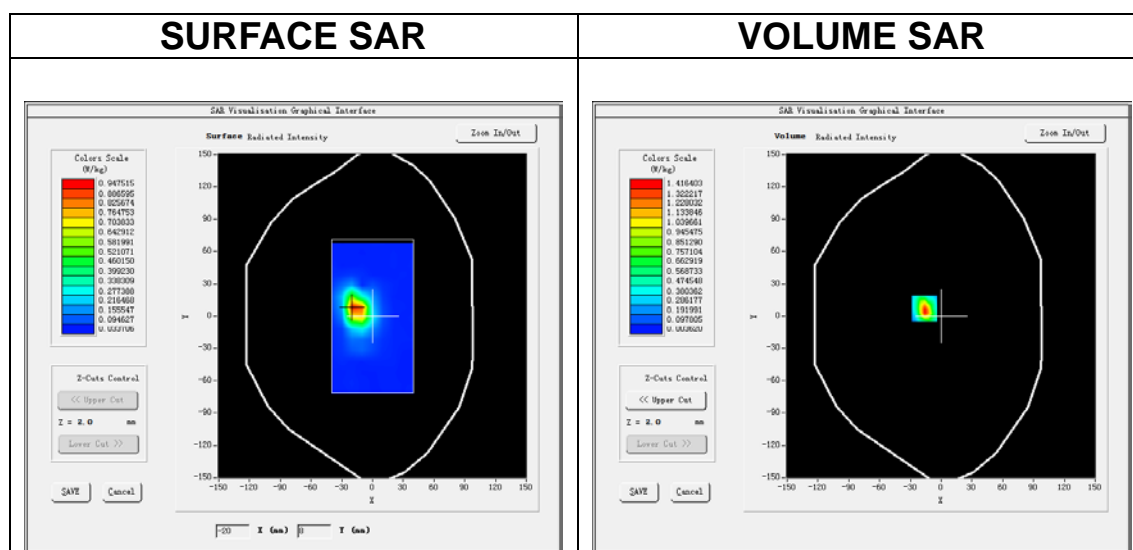 SURFACE SAR
VOLUME SAR
SAR Visualisation Graphical Interface
Surface Radiated Intensity
Zoom In/Out
Colors Scale
(W/kg)
0.947515
0.886595
0.825674
0.764753
0.703833
0.642912
0.581991
0.521071
0.460150
0.399230
0.338309
0.277388
0.216468
0.155547
0.094627
0.033706
150
120
90
60
30
0
-30
-60
-90
-120
-150
Y
-150 -120 -90 -60 -30 0 30 60 90 120 150
X
Z-Cuts Control
<< Upper Cut
Z = 2.0 mm
Lower Cut >>
SAVE Cancel
-20 X (mm) 8 Y (mm)
SAR Visualisation Graphical Interface
Volume Radiated Intensity
Zoom In/Out
Colors Scale
(W/kg)
1.416403
1.322217
1.228032
1.133846
1.039661
0.945475
0.851290
0.757104
0.662919
0.568733
0.474548
0.380362
0.286177
0.191991
0.097805
0.003620
150
120
90
60
30
0
-30
-60
-90
-120
-150
Y
-150 -120 -90 -60 -30 0 30 60 90 120 150
X
Z-Cuts Control
<< Upper Cut
Z = 2.0 mm
Lower Cut >>
SAVE Cancel